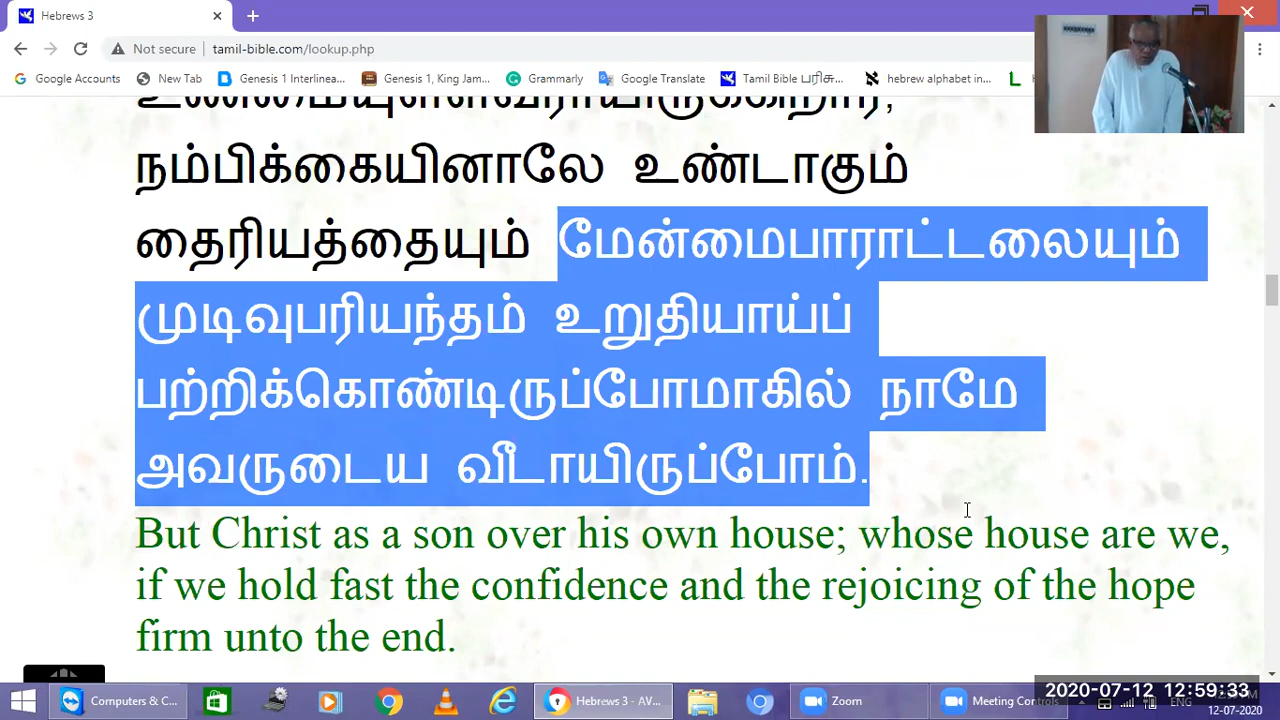 Hebrews 3
Not secure
tamil-bible.com/lookup.php
Google Accounts
New Tab
Genesis 1 Interlinea...
Genesis 1, King Jam...
Grammarly
Google Translate
Tamil Bible பரிசு...
hebrew alphabet in...
உண்மையுள்ளவராயிருக்கிறார்;
நம்பிக்கையினாலே உண்டாகும்
தைரியத்தையும் மேன்மைபாராட்டலையும்
முடிவுபரியந்தம் உறுதியாய்ப்
பற்றிக்கொண்டிருப்போமாகில் நாமே
அவருடைய வீடாயிருப்போம்.
But Christ as a son over his own house; whose house are we,
if we hold fast the confidence and the rejoicing of the hope
firm unto the end.
Computers & C...
Hebrews 3 - AV...
Zoom
Meeting Controls
ENG
2020-07-12 12:59:33
12-07-2020